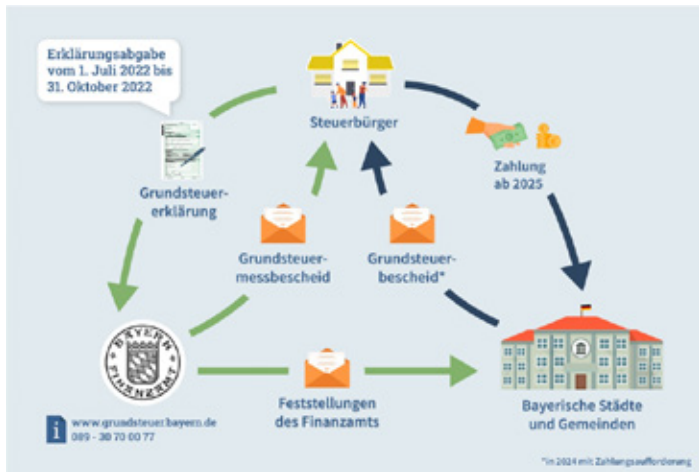 Erklärungsabgabe
vom 1. Juli 2022 bis
31. Oktober 2022
Steuerbürger
Grundsteuer-
erklärung
Zahlung
ab 2025
Grundsteuer-
messbescheid
Grundsteuer-
bescheid*
BAYERN
FINANZAMT
Feststellungen
des Finanzamts
Bayerische Städte
und Gemeinden
i
www.grundsteuer.bayern.de
089 - 30 70 00 77
*in 2024 mit Zahlungsaufforderung